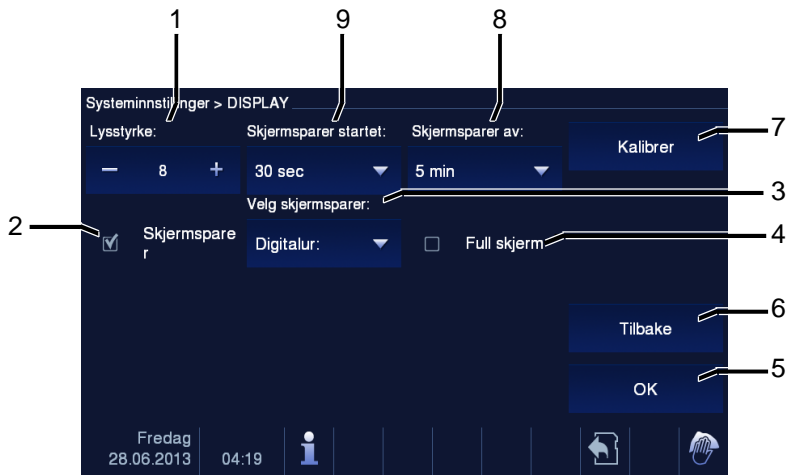 1
9
8
Systeminnstillinger > DISPLAY
Lysstyrke:
Skjermsparer startet:
Skjermsparer av:
Kalibrer
7
− 8 +
30 sec
5 min
Velg skjermsparer:
3
2
Skjermspare
r
Digitalur:
Full skjerm
4
Tilbake
6
OK
5
Fredag
28.06.2013
04:19